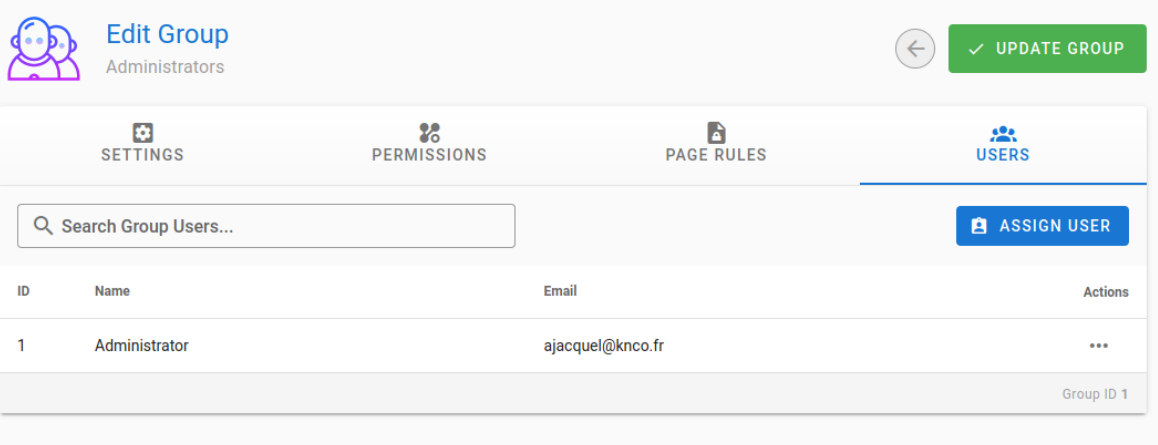 Edit Group
Administrators
UPDATE GROUP
SETTINGS PERMISSIONS PAGE RULES USERS
Search Group Users...
ASSIGN USER
ID Name Email Actions
1 Administrator ajacquel@knco.fr
Group ID 1